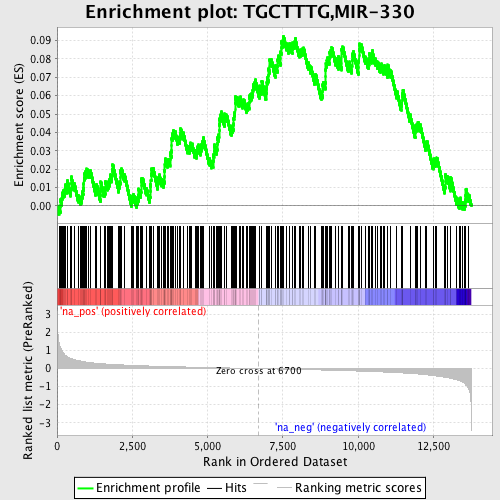 Enrichment plot: TGCTTTG,MIR-330
Enrichment score (ES)
0.09
0.08
0.07
0.06
0.05
0.04
0.03
0.02
0.01
0.00
Ranked list metric (PreRanked)
'na_pos' (positively correlated)
3
2
1
0
-1
-2
-3
Zero cross at 6700
'na_neg' (negatively correlated)
0
2,500
5,000
7,500
10,000
12,500
Rank in Ordered Dataset
Enrichment profile
Hits
Ranking metric scores